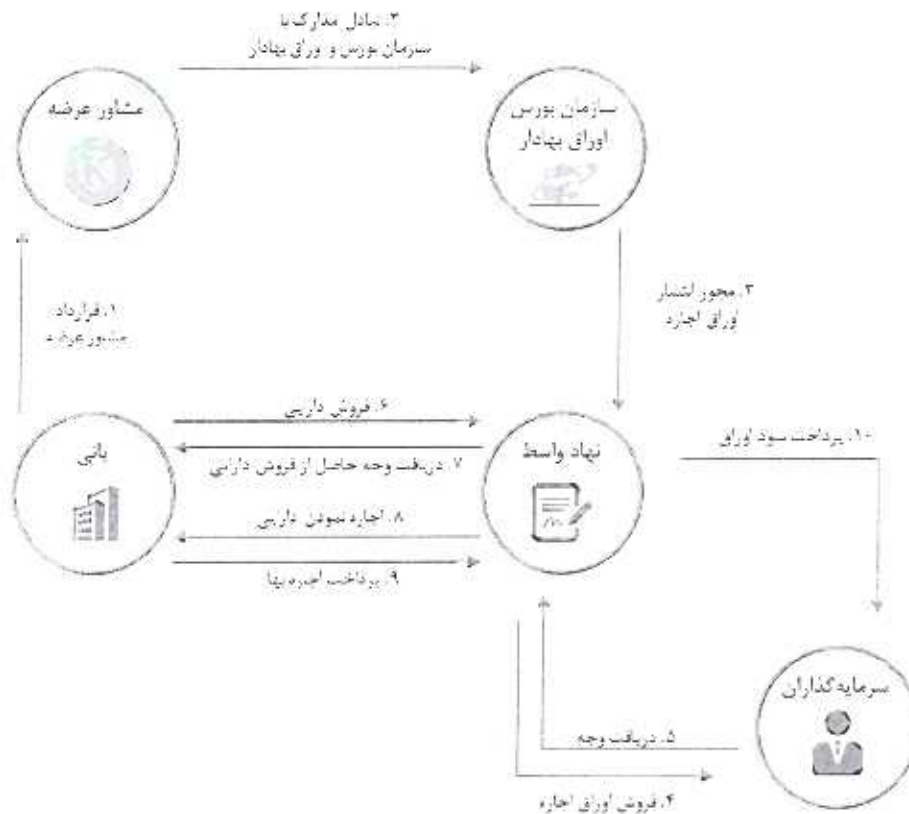 ۲. تبادل مدارک با
سازمان بورس و اوراق بهادار
مشاور عرضه
سازمان بورس
اوراق بهادار
۱. قرارداد
مشاور عرضه
۳. مجوز انتشار
اوراق اجاره
۶. فروش دارایی
۷. دریافت وجه حاصل از فروش دارایی
۸. اجاره نمودن دارایی
۹. پرداخت اجاره بها
بانی
نهاد واسط
۱۰. پرداخت سود اوراق
سرمایه‌گذاران
۵. دریافت وجه
۴. فروش اوراق اجاره